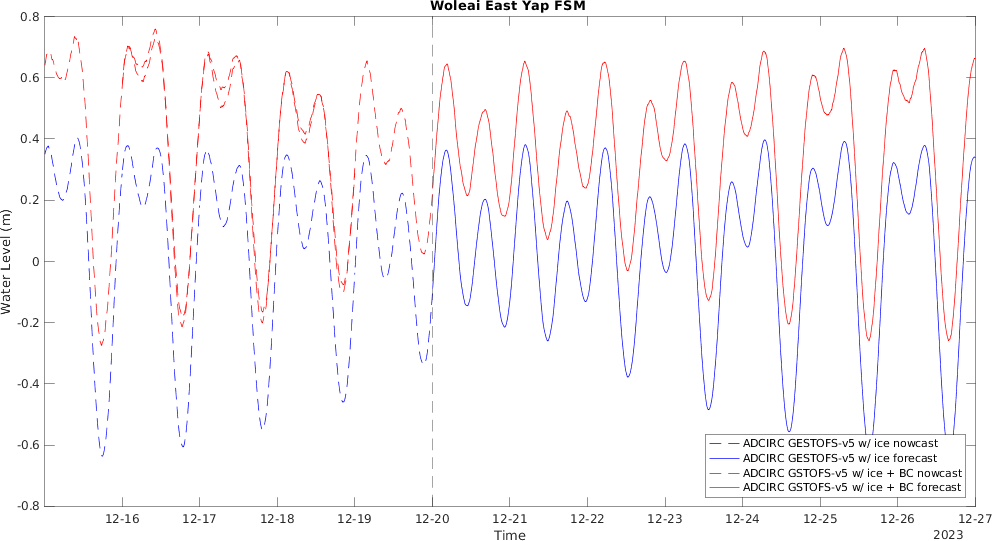 Woleai East Yap FSM
Water Level (m)
0.8
0.6
0.4
0.2
0
-0.2
-0.4
-0.6
-0.8
ADCIRC GESTOFS-v5 w/ ice nowcast
ADCIRC GESTOFS-v5 w/ ice forecast
ADCIRC GSTOFS-v5 w/ ice + BC nowcast
ADCIRC GSTOFS-v5 w/ ice + BC forecast
12-16 12-17 12-18 12-19 12-20 12-21 12-22 12-23 12-24 12-25 12-26 12-27
Time
2023